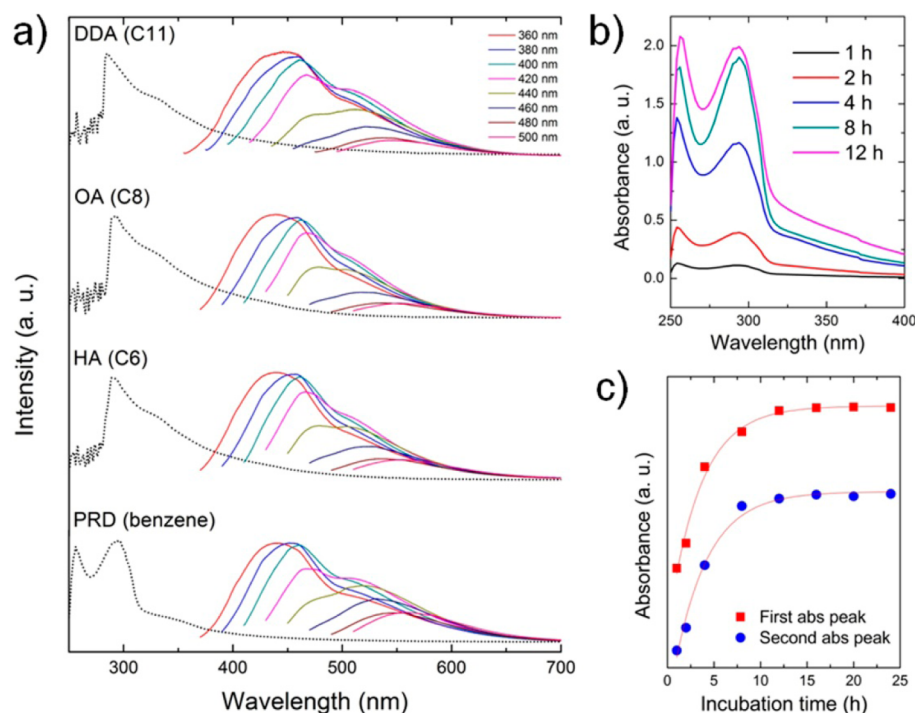 a)
DDA (C11)
360 nm
380 nm
400 nm
420 nm
440 nm
460 nm
480 nm
500 nm
OA (C8)
HA (C6)
PRD (benzene)
Intensity (a. u.)
300 400 500 600 700
Wavelength (nm)
b)
2.0
1.5
1.0
0.5
0.0
Absorbance (a. u.)
1 h
2 h
4 h
8 h
12 h
250 300 350 400
Wavelength (nm)
c)
Absorbance (a. u.)
First abs peak
Second abs peak
0 5 10 15 20 25
Incubation time (h)